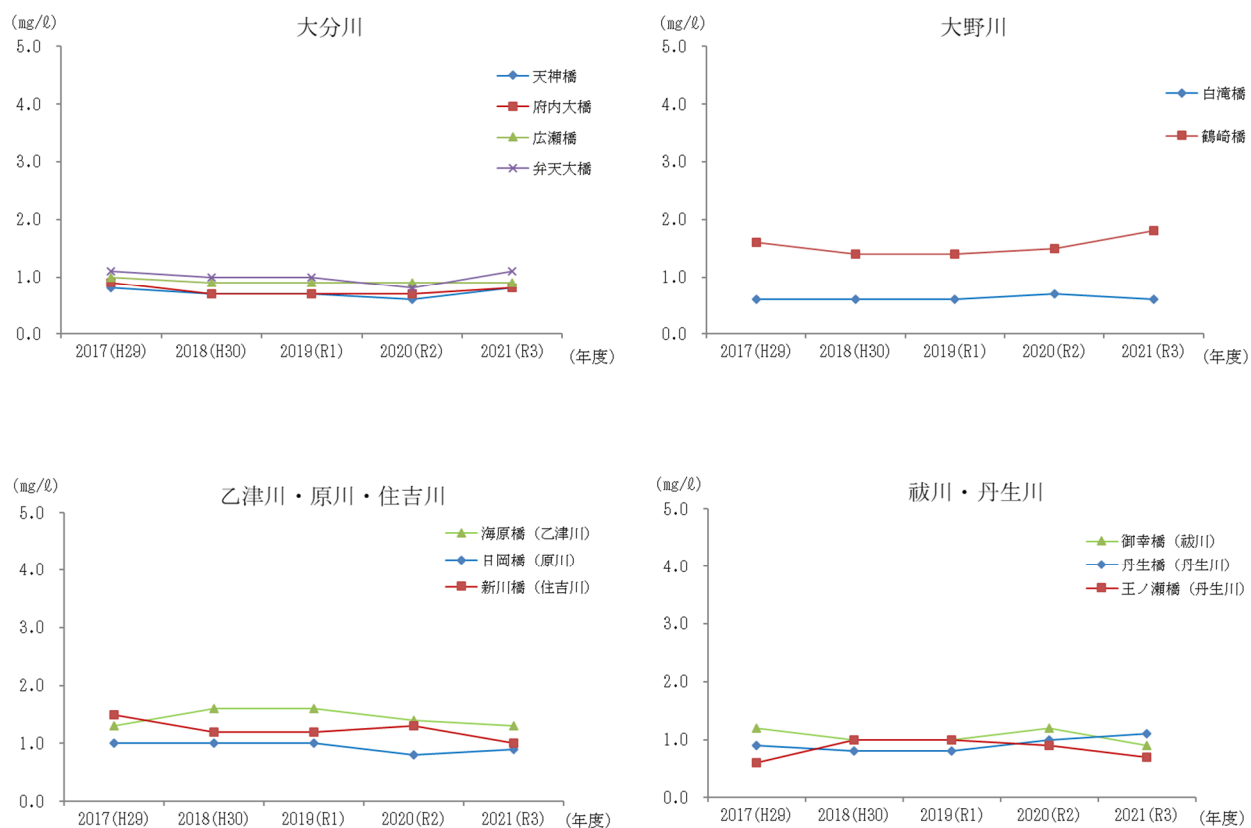 大分川
(mg/ℓ)
5.0
4.0
3.0
2.0
1.0
0.0
天神橋
府内大橋
広瀬橋
弁天大橋
2017(H29) 2018(H30) 2019(R1) 2020(R2) 2021(R3) (年度)
大野川
(mg/ℓ)
5.0
4.0
3.0
2.0
1.0
0.0
白滝橋
鶴崎橋
2017(H29) 2018(H30) 2019(R1) 2020(R2) 2021(R3) (年度)
乙津川・原川・住吉川
(mg/ℓ)
5.0
4.0
3.0
2.0
1.0
0.0
海原橋（乙津川）
日岡橋（原川）
新川橋（住吉川）
2017(H29) 2018(H30) 2019(R1) 2020(R2) 2021(R3) (年度)
祓川・丹生川
(mg/ℓ)
5.0
4.0
3.0
2.0
1.0
0.0
御幸橋（祓川）
丹生橋（丹生川）
王ノ瀬橋（丹生川）
2017(H29) 2018(H30) 2019(R1) 2020(R2) 2021(R3) (年度)